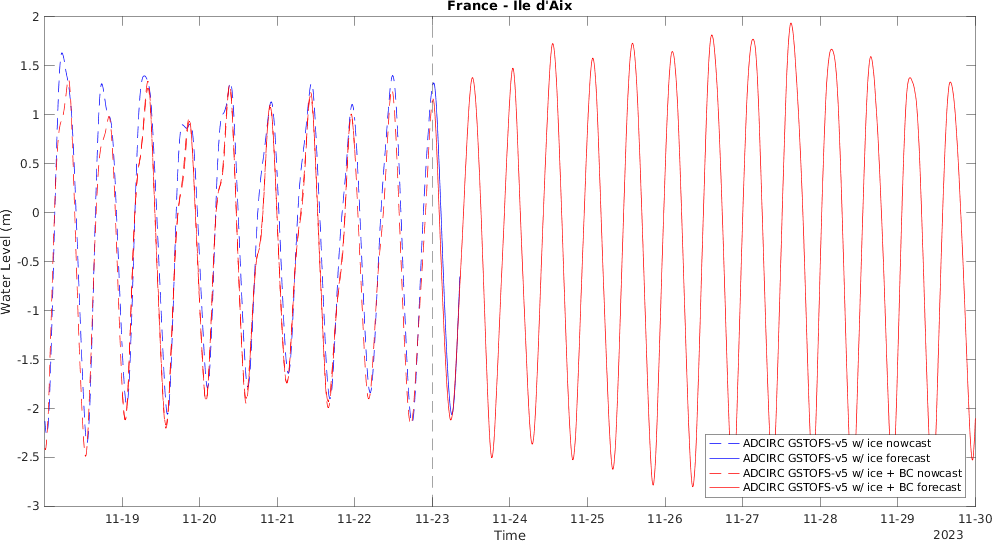 France - Ile d'Aix
Water Level (m)
2
1.5
1
0.5
0
-0.5
-1
-1.5
-2
-2.5
-3
ADCIRC GSTOFS-v5 w/ ice nowcast
ADCIRC GSTOFS-v5 w/ ice forecast
ADCIRC GSTOFS-v5 w/ ice + BC nowcast
ADCIRC GSTOFS-v5 w/ ice + BC forecast
11-19 11-20 11-21 11-22 11-23 11-24 11-25 11-26 11-27 11-28 11-29 11-30
Time
2023